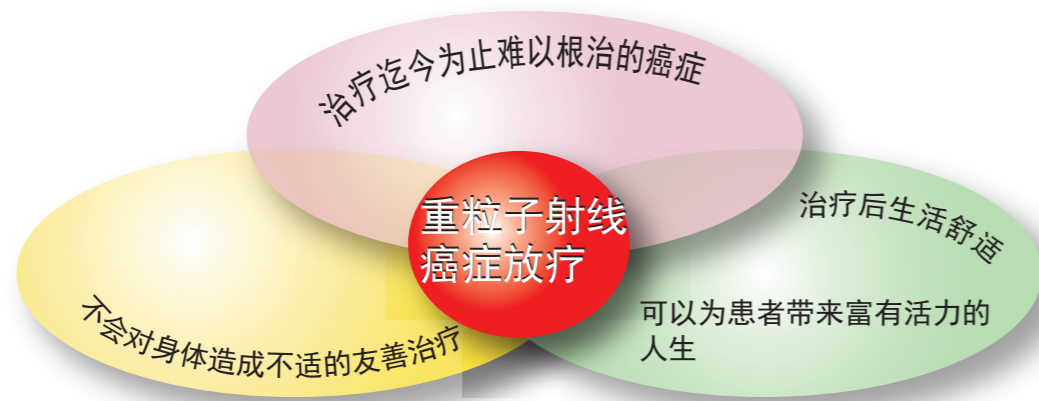 治疗迄今为止难以根治的癌症
重粒子射线
癌症放疗
治疗后生活舒适
可以为患者带来富有活力的
人生
不会对身体造成不适的友善治疗